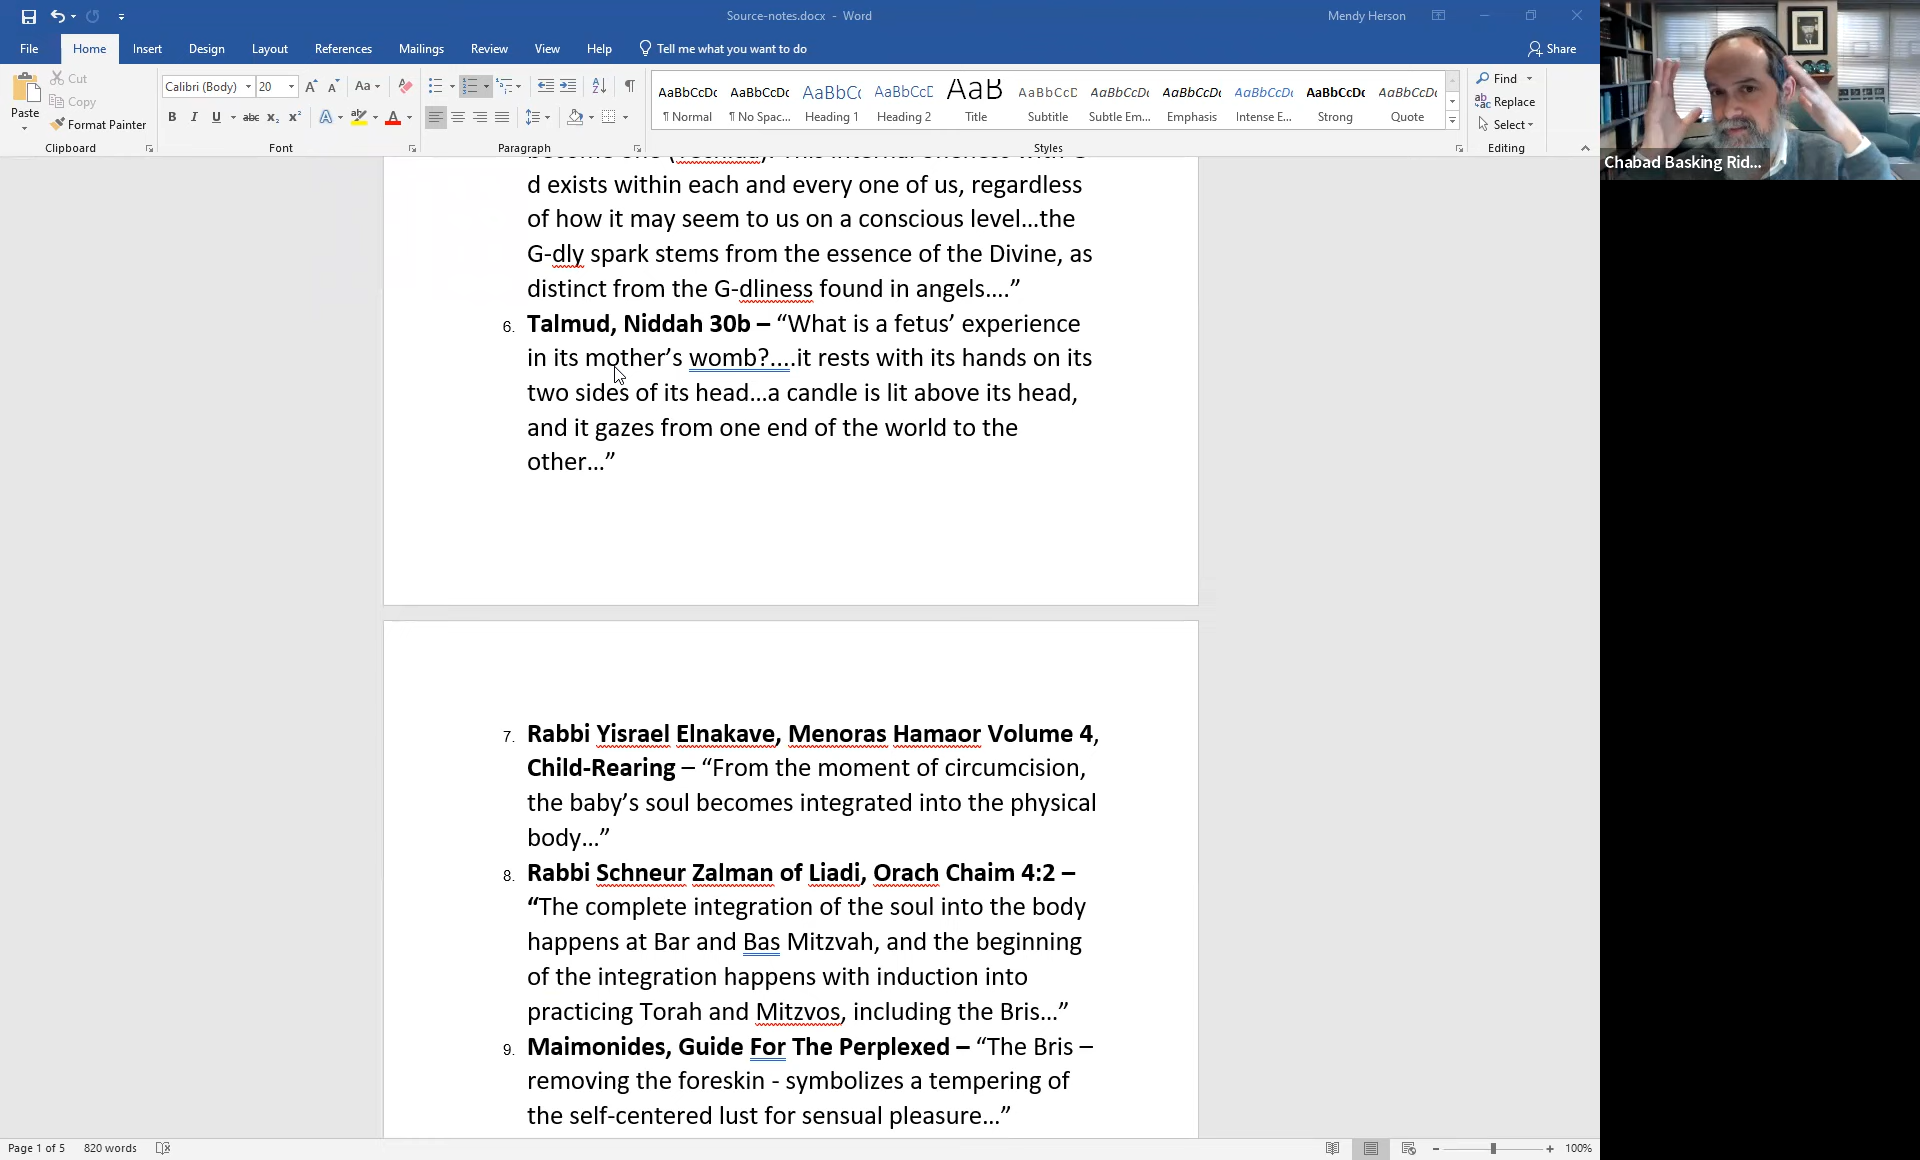 Source-notes.docx - Word
Mendy Herson
File Home Insert Design Layout References Mailings Review View Help Tell me what you want to do Share
Paste Cut
Copy
Format Painter
Clipboard
Calibri (Body) 20 Aa
B I U abc x₂ x² A ab A
Font
Paragraph
AaBbCcDc AaBbCcDc AaBbCc AaBbCcD AaB AaBbCcD AaBbCcDc AaBbCcDc AaBbCcDc AaBbCcDc AaBbCcDc
¶ Normal ¶ No Spac... Heading 1 Heading 2 Title Subtitle Subtle Em... Emphasis Intense E... Strong Quote
Styles
Find
Replace
Select
Editing
Chabad Basking Rid...
d exists within each and every one of us, regardless
of how it may seem to us on a conscious level...the
G-dly spark stems from the essence of the Divine, as
distinct from the G-dliness found in angels....”
6. Talmud, Niddah 30b – “What is a fetus’ experience
in its mother’s womb?....it rests with its hands on its
two sides of its head...a candle is lit above its head,
and it gazes from one end of the world to the
other...”
7. Rabbi Yisrael Elnakave, Menoras Hamaor Volume 4,
Child-Rearing – “From the moment of circumcision,
the baby’s soul becomes integrated into the physical
body...”
8. Rabbi Schneur Zalman of Liadi, Orach Chaim 4:2 –
“The complete integration of the soul into the body
happens at Bar and Bas Mitzvah, and the beginning
of the integration happens with induction into
practicing Torah and Mitzvos, including the Bris...”
9. Maimonides, Guide For The Perplexed – “The Bris –
removing the foreskin - symbolizes a tempering of
the self-centered lust for sensual pleasure...”
Page 1 of 5 820 words 100%